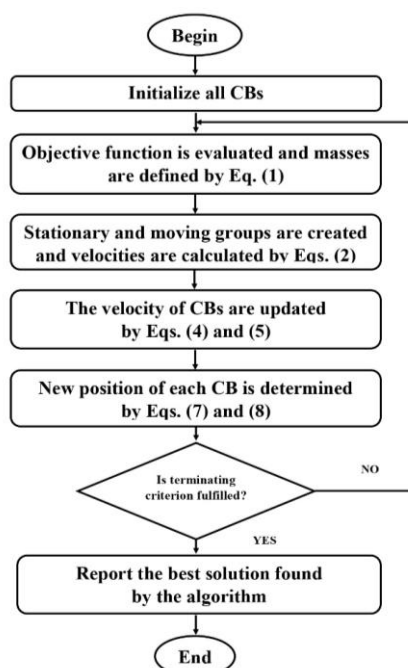 Begin
Initialize all CBs
Objective function is evaluated and masses
are defined by Eq. (1)
Stationary and moving groups are created
and velocities are calculated by Eqs. (2)
The velocity of CBs are updated
by Eqs. (4) and (5)
New position of each CB is determined
by Eqs. (7) and (8)
Is terminating
criterion fulfilled?
NO
YES
Report the best solution found
by the algorithm
End